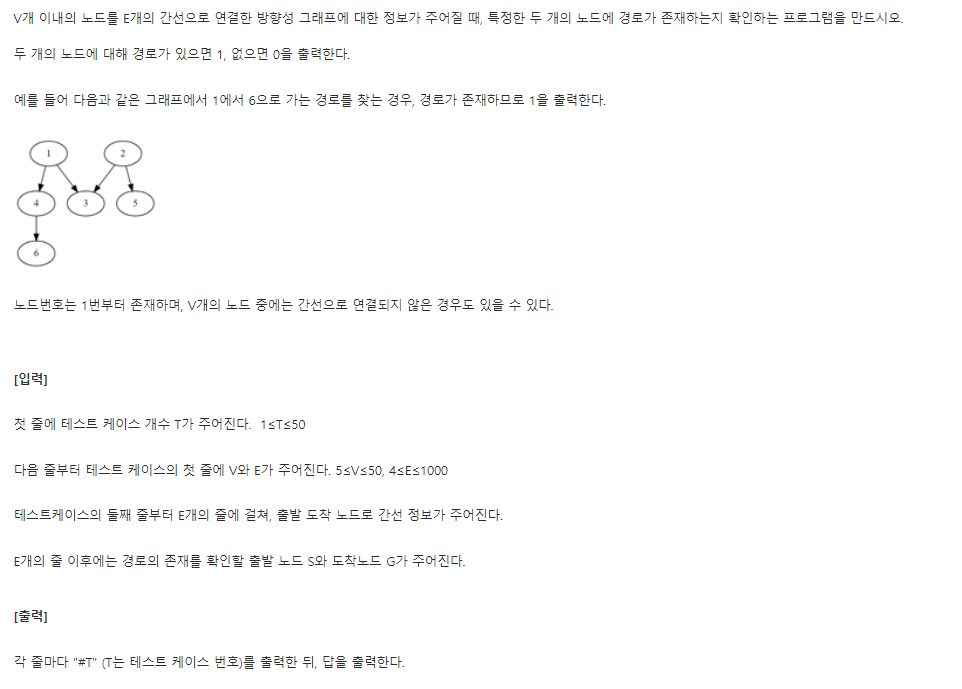 V개 이내의 노드를 E개의 간선으로 연결한 방향성 그래프에 대한 정보가 주어질 때, 특정한 두 개의 노드에 경로가 존재하는지 확인하는 프로그램을 만드시오.
두 개의 노드에 대해 경로가 있으면 1, 없으면 0을 출력한다.
예를 들어 다음과 같은 그래프에서 1에서 6으로 가는 경로를 찾는 경우, 경로가 존재하므로 1을 출력한다.
1 2
4 3 5
6
노드번호는 1번부터 존재하며, V개의 노드 중에는 간선으로 연결되지 않은 경우도 있을 수 있다.
[입력]
첫 줄에 테스트 케이스 개수 T가 주어진다. 1≤T≤50
다음 줄부터 테스트 케이스의 첫 줄에 V와 E가 주어진다. 5≤V≤50, 4≤E≤1000
테스트케이스의 둘째 줄부터 E개의 줄에 걸쳐, 출발 도착 노드로 간선 정보가 주어진다.
E개의 줄 이후에는 경로의 존재를 확인할 출발 노드 S와 도착노드 G가 주어진다.
[출력]
각 줄마다 "#T" (T는 테스트 케이스 번호)를 출력한 뒤, 답을 출력한다.